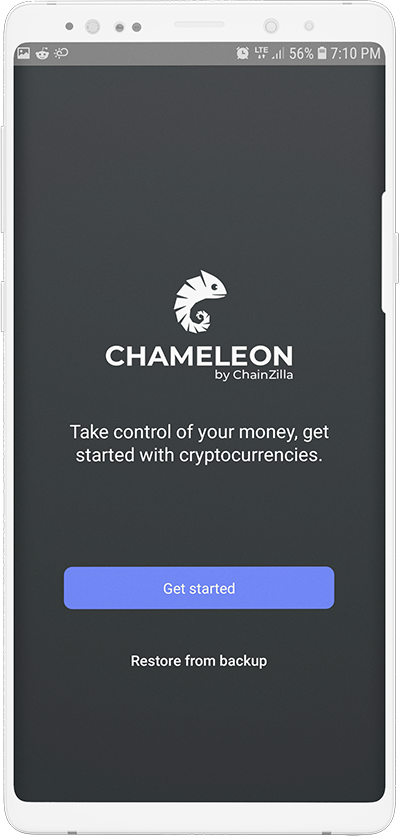 LTE 56% 7:10 PM
CHAMELEON
by ChainZilla
Take control of your money, get
started with cryptocurrencies.
Get started
Restore from backup